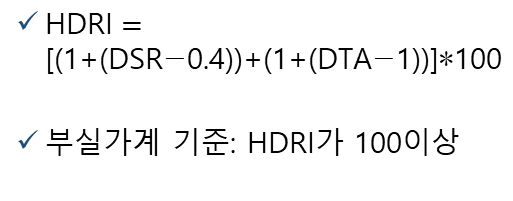 ✓ HDRI =
[(1+(DSR−0.4))+(1+(DTA−1))]*100
✓ 부실가계 기준: HDRI가 100이상